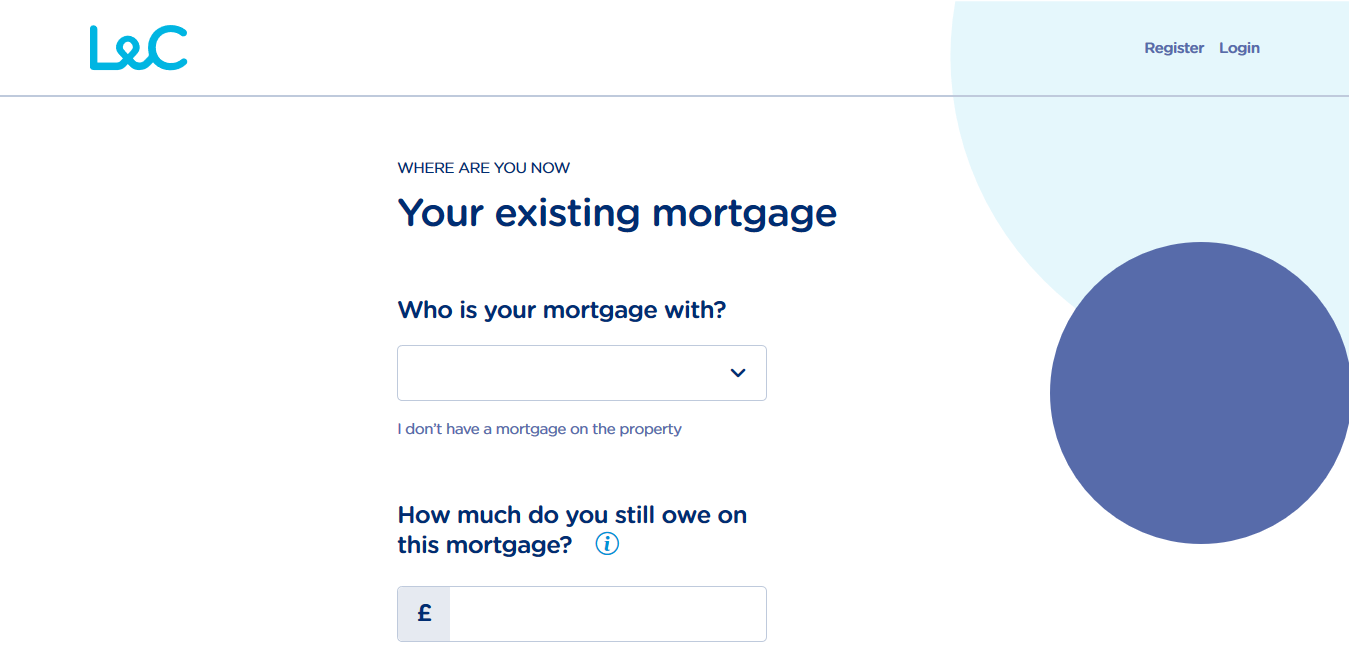 L&C
Register Login
WHERE ARE YOU NOW
Your existing mortgage
Who is your mortgage with?
I don't have a mortgage on the property
How much do you still owe on
this mortgage? i
£